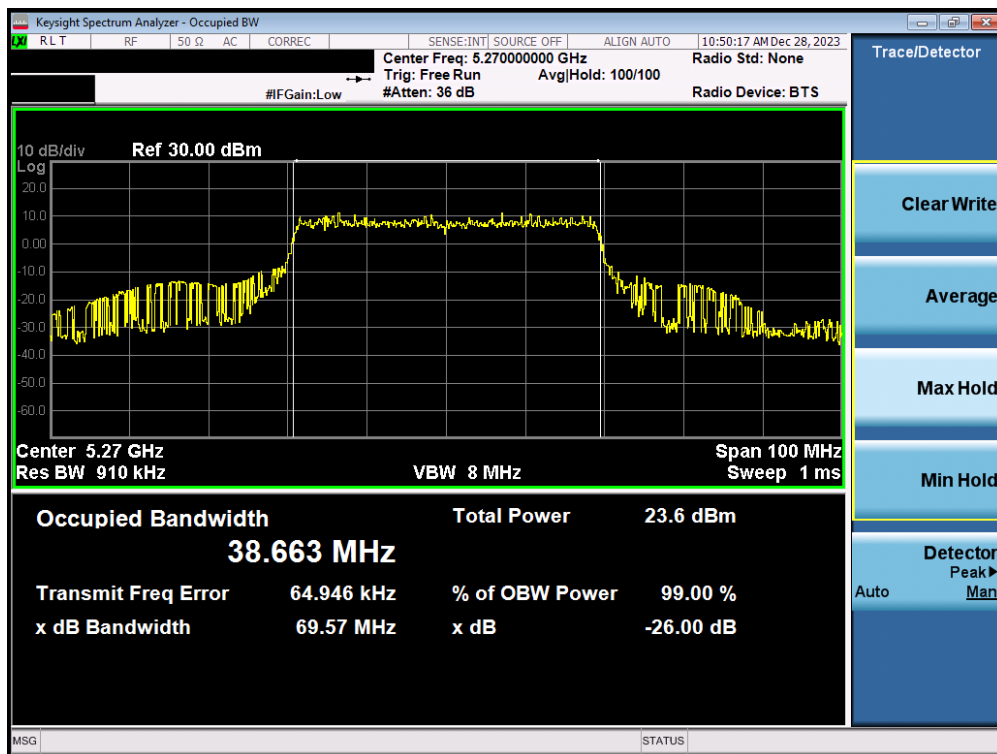 Keysight Spectrum Analyzer - Occupied BW
LXI R L T RF 50 Ω AC CORREC SENSE:INT SOURCE OFF ALIGN AUTO 10:50:17 AM Dec 28, 2023
Center Freq: 5.270000000 GHz Radio Std: None
Trig: Free Run Avg|Hold: 100/100
#IFGain:Low #Atten: 36 dB Radio Device: BTS
10 dB/div Ref 30.00 dBm
Log
20.0
10.0
0.00
-10.0
-20.0
-30.0
-40.0
-50.0
-60.0
Center 5.27 GHz Span 100 MHz
Res BW 910 kHz VBW 8 MHz Sweep 1 ms
Occupied Bandwidth Total Power 23.6 dBm
38.663 MHz
Transmit Freq Error 64.946 kHz % of OBW Power 99.00 %
x dB Bandwidth 69.57 MHz x dB -26.00 dB
MSG STATUS
Trace/Detector
Clear Write
Average
Max Hold
Min Hold
Detector
Peak▶
Auto Man